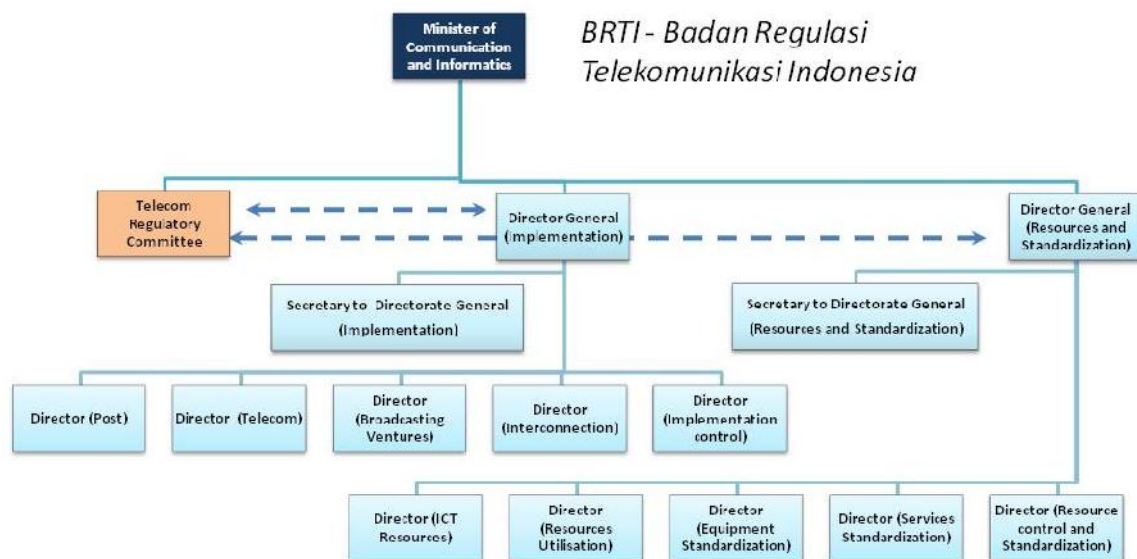 Minister of
Communication
and Informatics
BRTI - Badan Regulasi
Telekomunikasi Indonesia
Telecom
Regulatory
Committee
Director General
(Implementation)
Director General
(Resources and
Standardization)
Secretary to Directorate General
(Implementation)
Secretary to Directorate General
(Resources and Standardization)
Director (Post)
Director (Telecom)
Director
(Broadcasting
Ventures)
Director
(Interconnection)
Director
(Implementation
control)
Director (ICT
Resources)
Director
(Resources
Utilisation)
Director
(Equipment
Standardization)
Director (Services
Standardization)
Director (Resource
control and
Standardization)